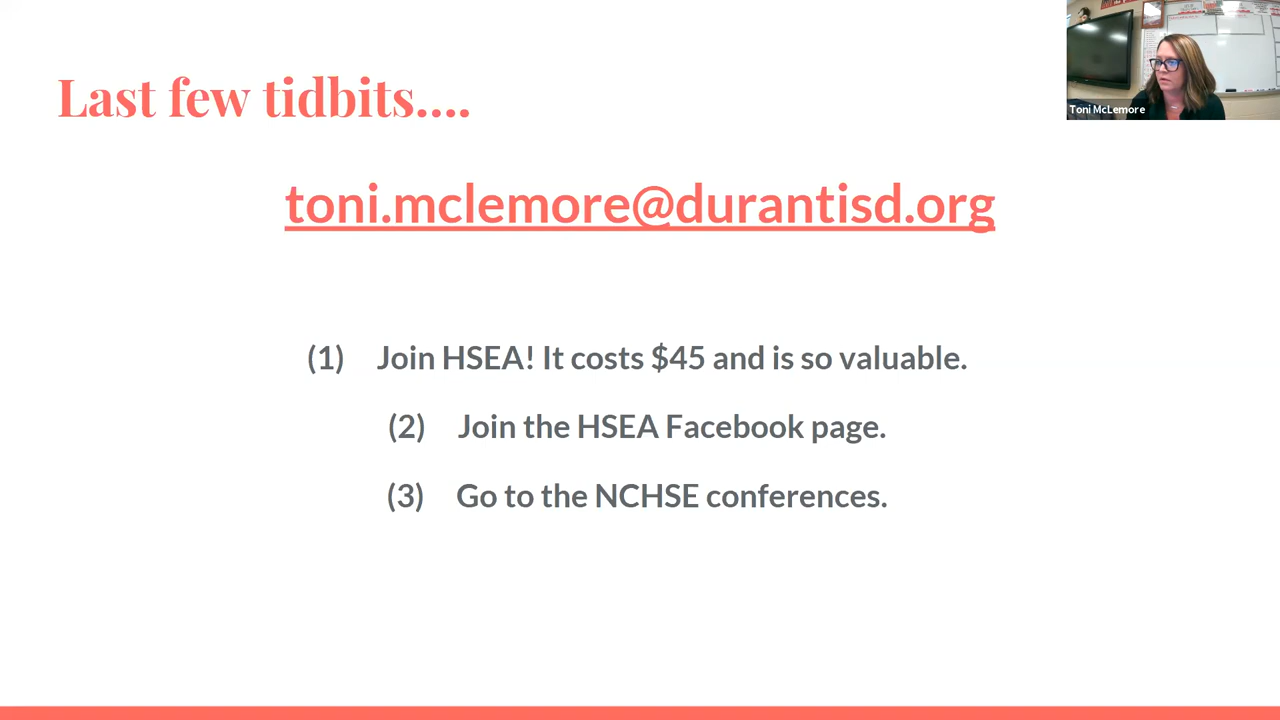 Last few tidbits....
toni.mclemore@durantisd.org
(1) Join HSEA! It costs $45 and is so valuable.
(2) Join the HSEA Facebook page.
(3) Go to the NCHSE conferences.
Toni McLemore